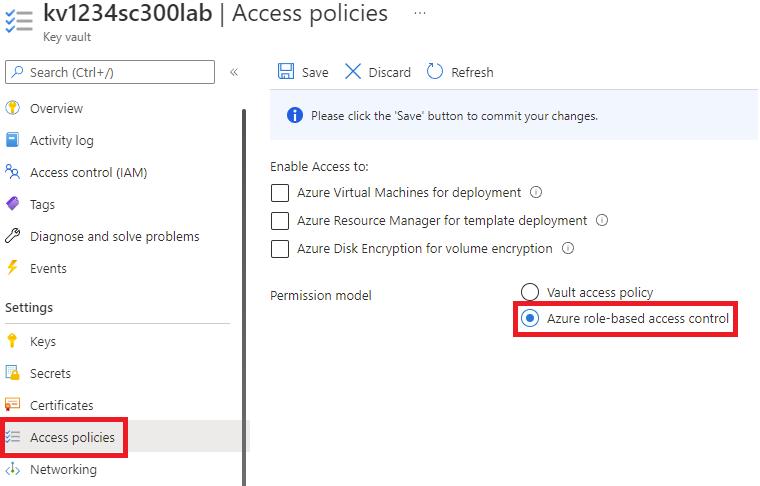 kv1234sc300lab | Access policies ...
Key vault
Search (Ctrl+/)
«
Overview
Activity log
Access control (IAM)
Tags
Diagnose and solve problems
Events
Settings
Keys
Secrets
Certificates
Access policies
Networking
Save Discard Refresh
Please click the 'Save' button to commit your changes.
Enable Access to:
Azure Virtual Machines for deployment
Azure Resource Manager for template deployment
Azure Disk Encryption for volume encryption
Permission model
Vault access policy
Azure role-based access control